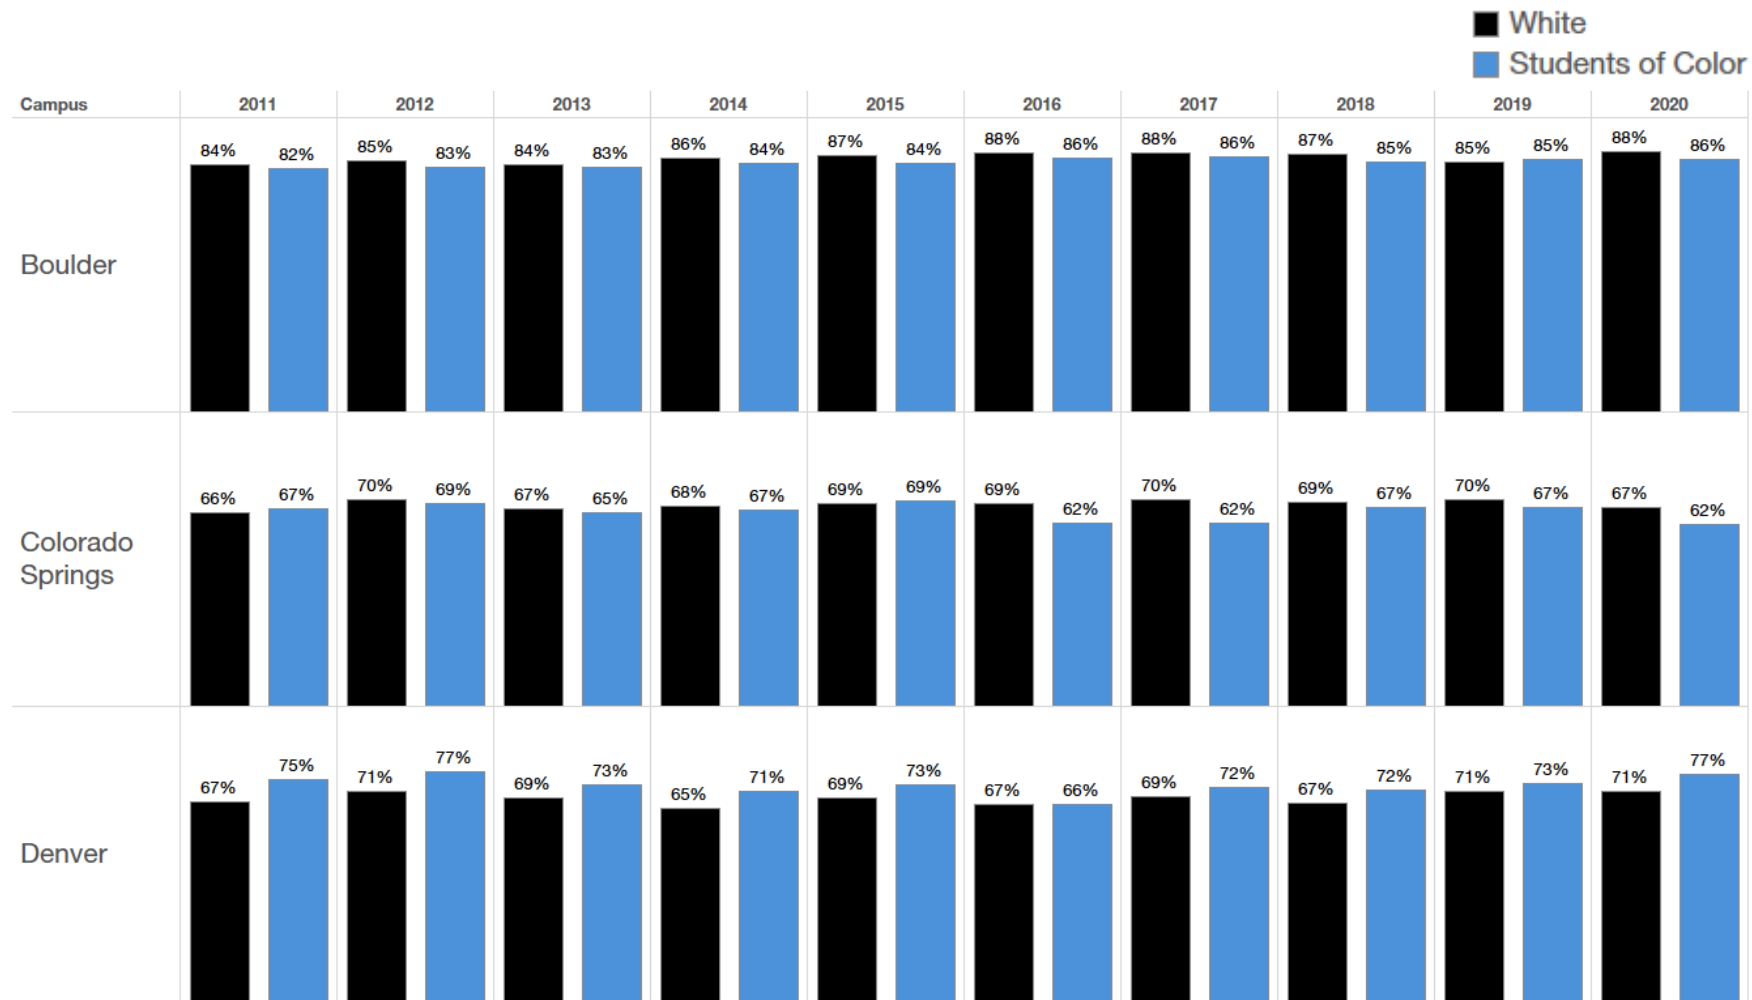 White
Students of Color
Campus 2011 2012 2013 2014 2015 2016 2017 2018 2019 2020
84% 82% 85% 83% 84% 83% 86% 84% 87% 84% 88% 86% 88% 86% 87% 85% 85% 85% 88% 86%
Boulder
66% 67% 70% 69% 67% 65% 68% 67% 69% 69% 69% 62% 70% 62% 69% 67% 70% 67% 67% 62%
Colorado
Springs
67% 75% 71% 77% 69% 73% 65% 71% 69% 73% 67% 66% 69% 72% 67% 72% 71% 73% 71% 77%
Denver